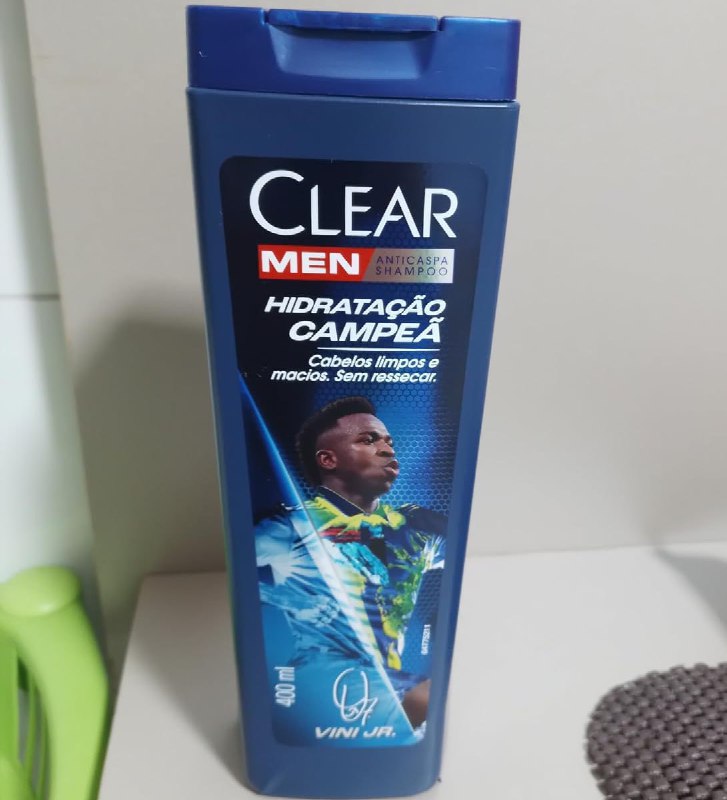 CLEAR
MEN
ANTICASPA
SHAMPOO
HIDRATAÇÃO
CAMPEÃ
Cabelos limpos e
macios. Sem ressecar.
400 ml
VINI JR.